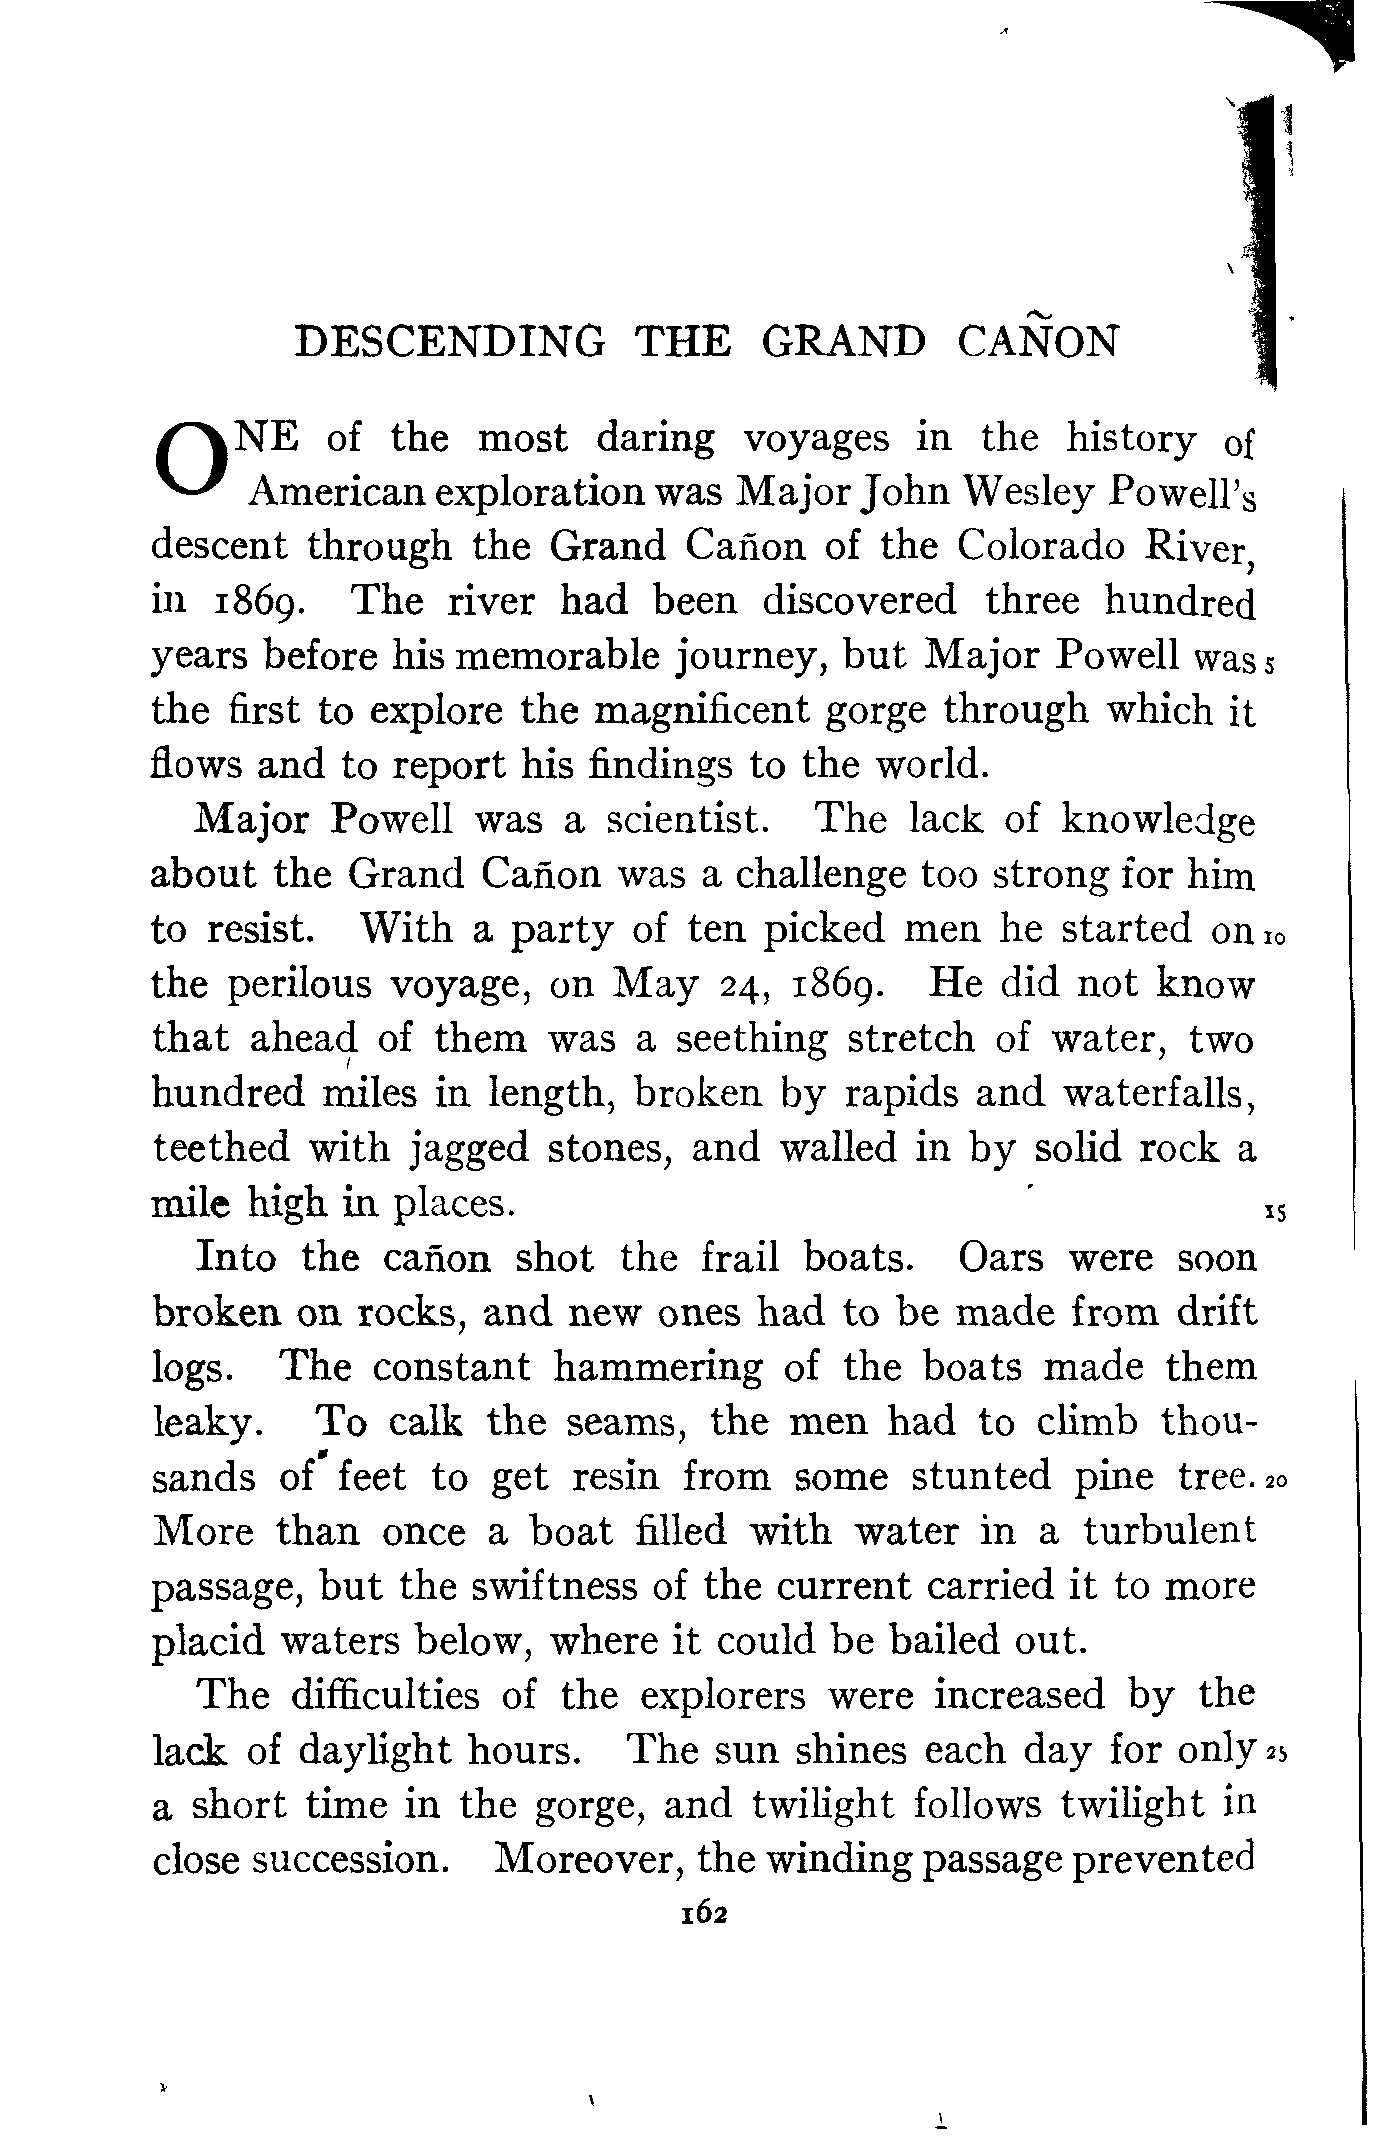 DESCENDING THE GRAND CAÑON
ONE of the most daring voyages in the history of
American exploration was Major John Wesley Powell's
descent through the Grand Cañon of the Colorado River,
in 1869. The river had been discovered three hundred
years before his memorable journey, but Major Powell was 5
the first to explore the magnificent gorge through which it
flows and to report his findings to the world.
Major Powell was a scientist. The lack of knowledge
about the Grand Cañon was a challenge too strong for him
to resist. With a party of ten picked men he started on 10
the perilous voyage, on May 24, 1869. He did not know
that ahead of them was a seething stretch of water, two
hundred miles in length, broken by rapids and waterfalls,
teethed with jagged stones, and walled in by solid rock a
mile high in places. 15
Into the cañon shot the frail boats. Oars were soon
broken on rocks, and new ones had to be made from drift
logs. The constant hammering of the boats made them
leaky. To calk the seams, the men had to climb thou-
sands of feet to get resin from some stunted pine tree. 20
More than once a boat filled with water in a turbulent
passage, but the swiftness of the current carried it to more
placid waters below, where it could be bailed out.
The difficulties of the explorers were increased by the
lack of daylight hours. The sun shines each day for only 25
a short time in the gorge, and twilight follows twilight in
close succession. Moreover, the winding passage prevented
162